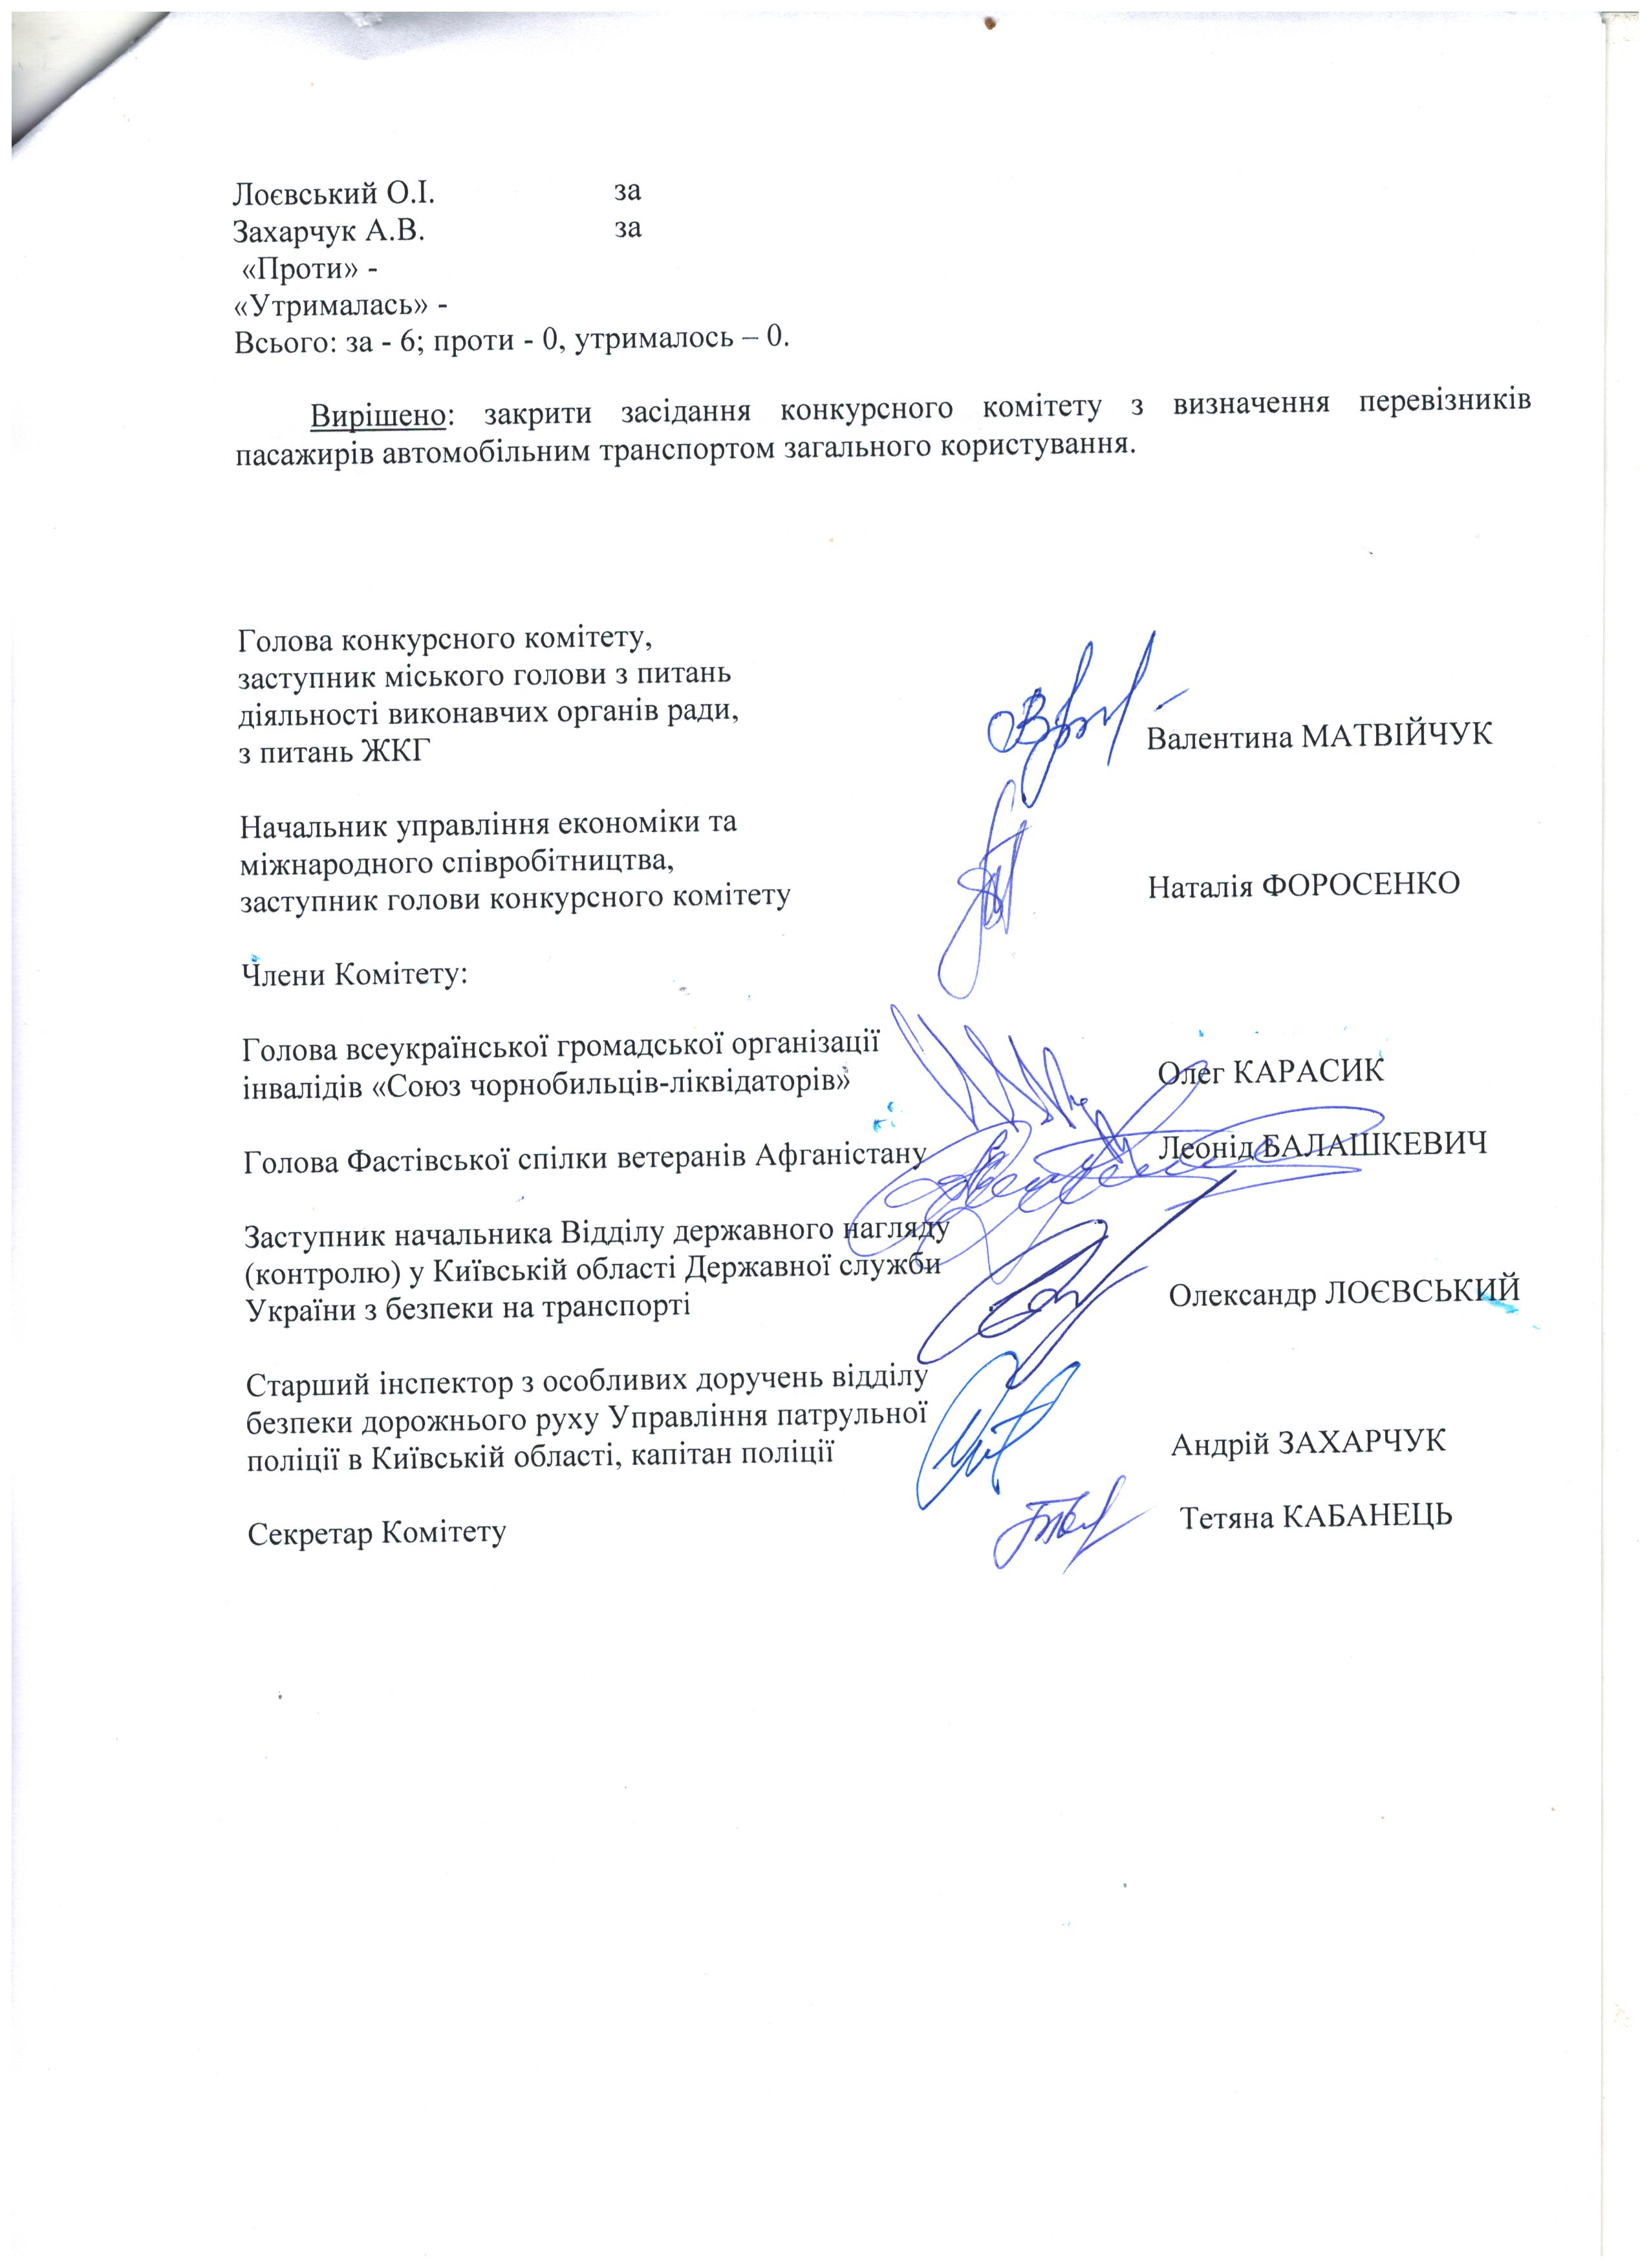 Лоєвський О.І. за
Захарчук А.В. за
«Проти» -
«Утрималась» -
Всього: за - 6; проти - 0, утрималось – 0.
Вирішено: закрити засідання конкурсного комітету з визначення перевізників
пасажирів автомобільним транспортом загального користування.
Голова конкурсного комітету,
заступник міського голови з питань
діяльності виконавчих органів ради,
з питань ЖКГ Валентина МАТВІЙЧУК
Начальник управління економіки та
міжнародного співробітництва,
заступник голови конкурсного комітету Наталія ФОРОСЕНКО
Члени Комітету:
Голова всеукраїнської громадської організації
інвалідів «Союз чорнобильців-ліквідаторів» Олег КАРАСИК
Голова Фастівської спілки ветеранів Афганістану Леонід БАЛАШКЕВИЧ
Заступник начальника Відділу державного нагляду
(контролю) у Київській області Державної служби
України з безпеки на транспорті Олександр ЛОЄВСЬКИЙ
Старший інспектор з особливих доручень відділу
безпеки дорожнього руху Управління патрульної
поліції в Київській області, капітан поліції Андрій ЗАХАРЧУК
Секретар Комітету Тетяна КАБАНЕЦЬ